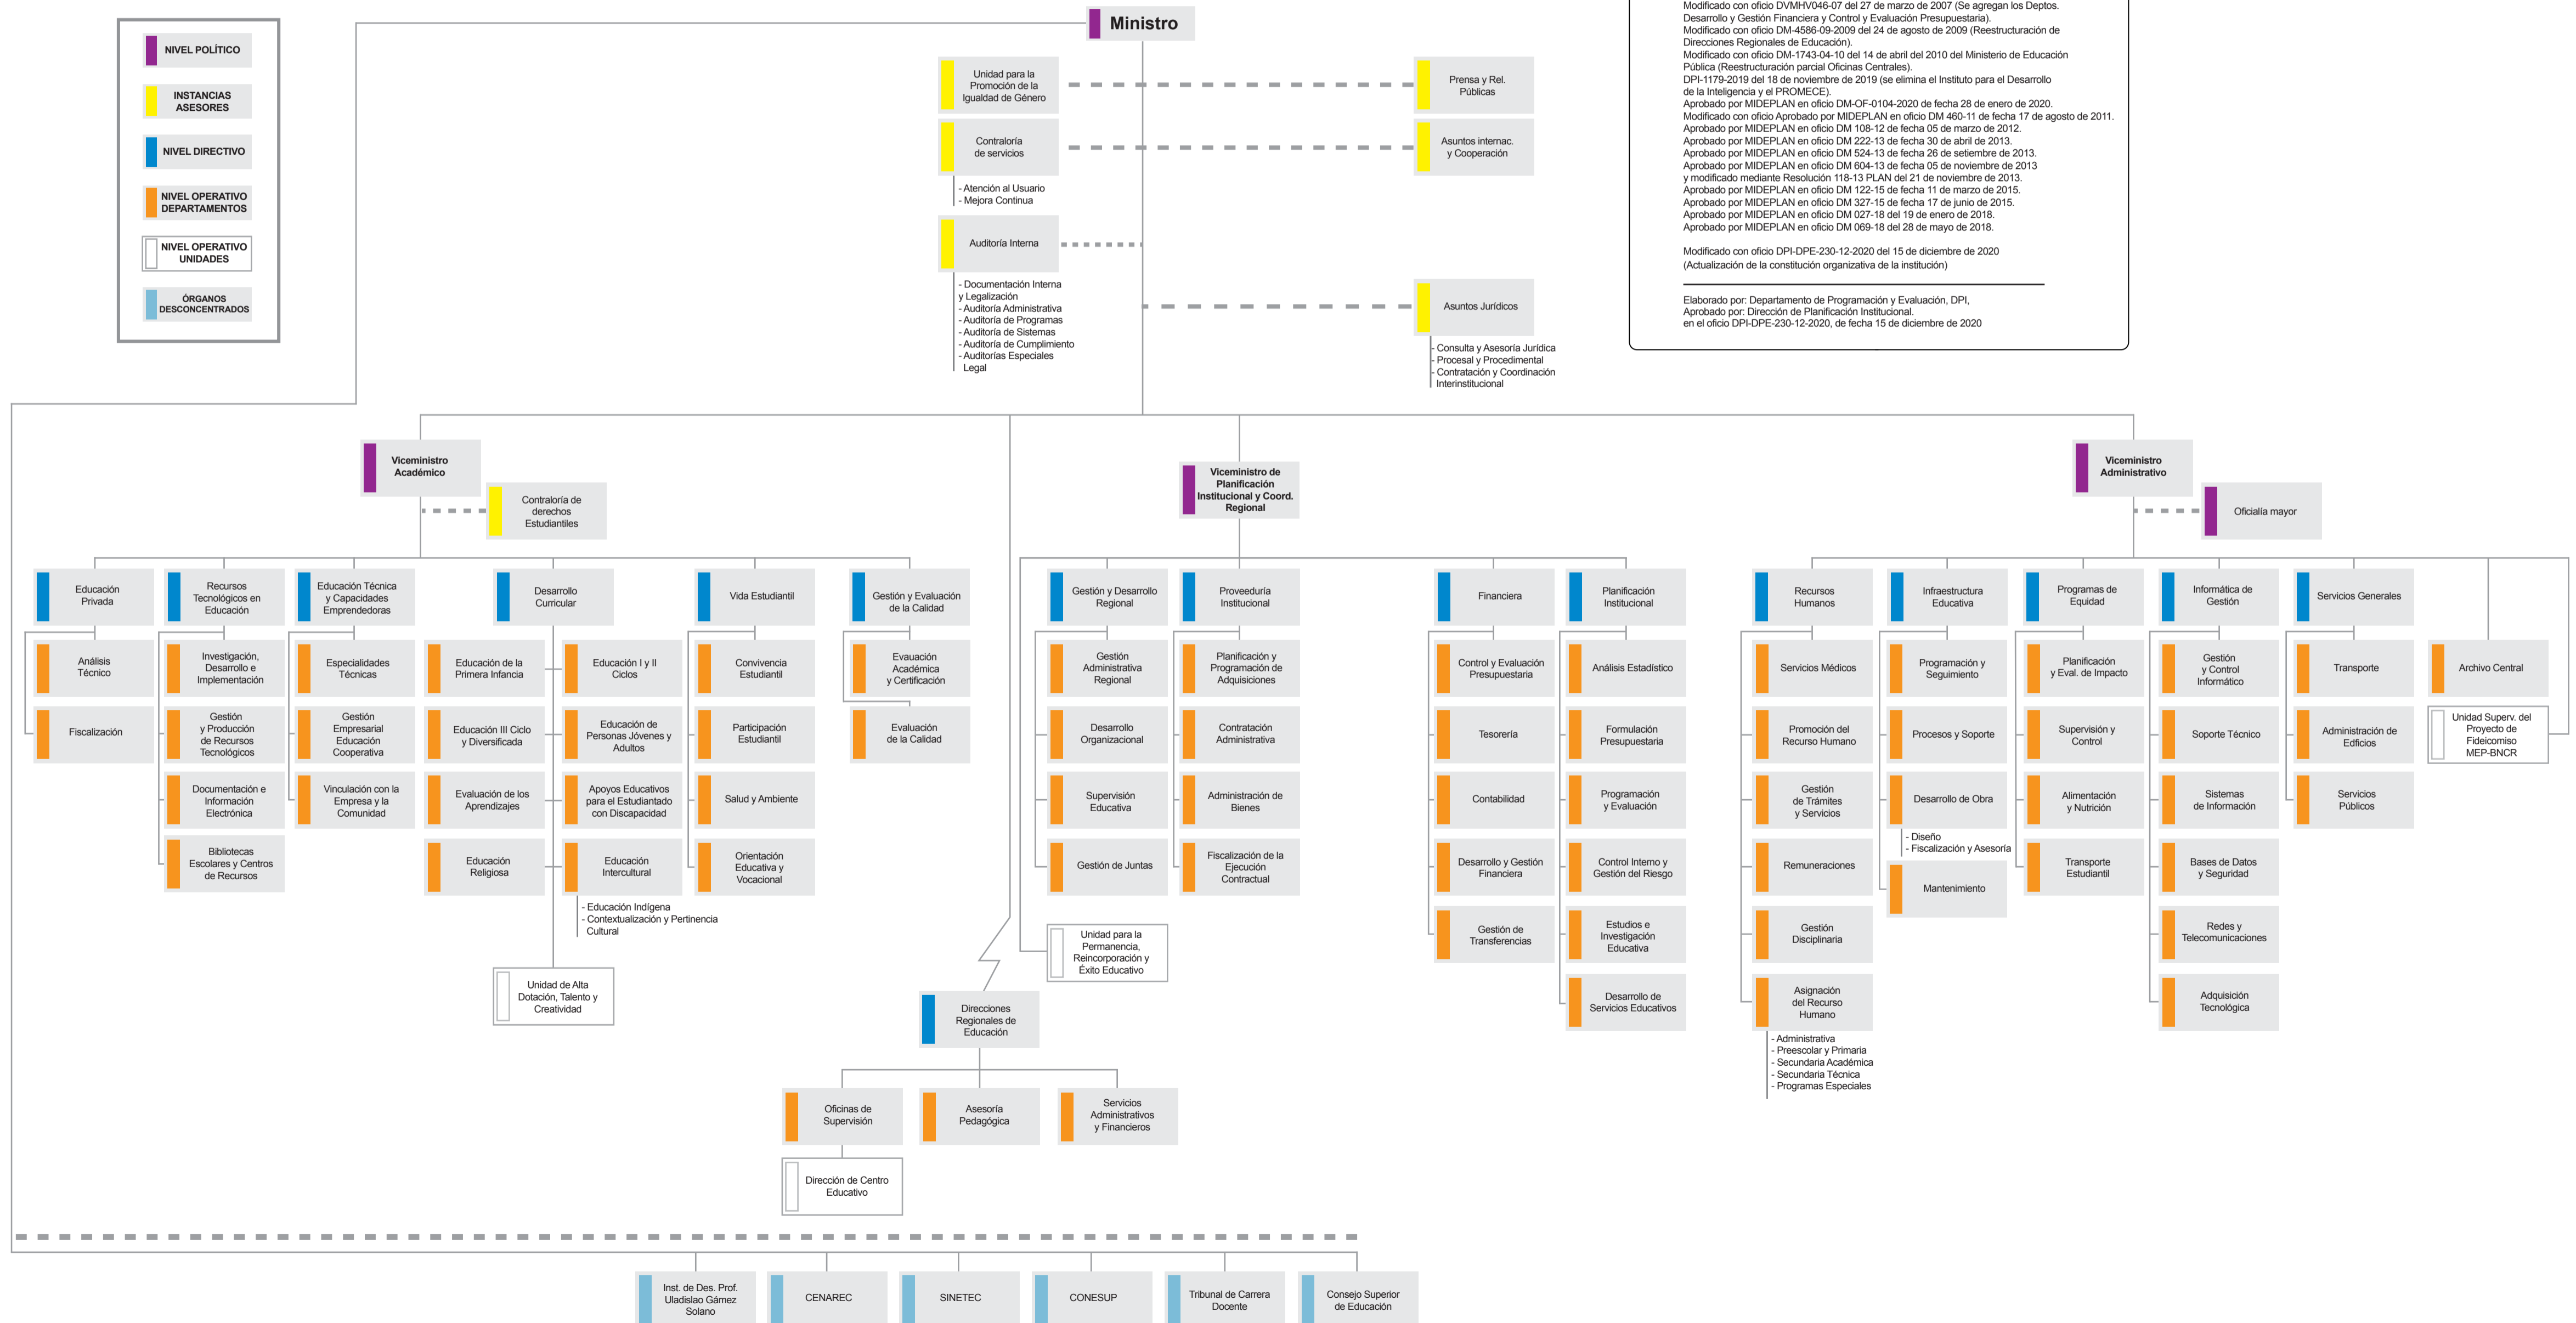 NIVEL POLÍTICO
INSTANCIAS
ASESORES
NIVEL DIRECTIVO
NIVEL OPERATIVO
DEPARTAMENTOS
NIVEL OPERATIVO
UNIDADES
ÓRGANOS
DESCONCENTRADOS
Ministro
Unidad para la
Promoción de la
Igualdad de Género
Prensa y Rel.
Públicas
Contraloría
de servicios
- Atención al Usuario
- Mejora Continua
Asuntos internac.
y Cooperación
Auditoría Interna
- Documentación Interna
y Legalización
- Auditoría Administrativa
- Auditoría de Programas
- Auditoría de Sistemas
- Auditoría de Cumplimiento
- Auditorías Especiales
Legal
Asuntos Jurídicos
- Consulta y Asesoría Jurídica
- Procesal y Procedimental
- Contratación y Coordinación
Interinstitucional
Modificado con oficio DVMHV046-07 del 27 de marzo de 2007 (Se agregan los Deptos.
Desarrollo y Gestión Financiera y Control y Evaluación Presupuestaria).
Modificado con oficio DM-4586-09-2009 del 24 de agosto de 2009 (Reestructuración de
Direcciones Regionales de Educación).
Modificado con oficio DM-1743-04-10 del 14 de abril del 2010 del Ministerio de Educación
Pública (Reestructuración parcial Oficinas Centrales).
DPI-1179-2019 del 18 de noviembre de 2019 (se elimina el Instituto para el Desarrollo
de la Inteligencia y el PROMECE).
Aprobado por MIDEPLAN en oficio DM-OF-0104-2020 de fecha 28 de enero de 2020.
Modificado con oficio Aprobado por MIDEPLAN en oficio DM 460-11 de fecha 17 de agosto de 2011.
Aprobado por MIDEPLAN en oficio DM 108-12 de fecha 05 de marzo de 2012.
Aprobado por MIDEPLAN en oficio DM 222-13 de fecha 30 de abril de 2013.
Aprobado por MIDEPLAN en oficio DM 524-13 de fecha 26 de setiembre de 2013.
Aprobado por MIDEPLAN en oficio DM 604-13 de fecha 05 de noviembre de 2013
y modificado mediante Resolución 118-13 PLAN del 21 de noviembre de 2013.
Aprobado por MIDEPLAN en oficio DM 122-15 de fecha 11 de marzo de 2015.
Aprobado por MIDEPLAN en oficio DM 327-15 de fecha 17 de junio de 2015.
Aprobado por MIDEPLAN en oficio DM 027-18 del 19 de enero de 2018.
Aprobado por MIDEPLAN en oficio DM 069-18 del 28 de mayo de 2018.
Modificado con oficio DPI-DPE-230-12-2020 del 15 de diciembre de 2020
(Actualización de la constitución organizativa de la institución)
Elaborado por: Departamento de Programación y Evaluación, DPI,
Aprobado por: Dirección de Planificación Institucional.
en el oficio DPI-DPE-230-12-2020, de fecha 15 de diciembre de 2020
Viceministro
Académico
Contraloría de
derechos
Estudiantiles
Viceministro de
Planificación
Institucional y Coord.
Regional
Viceministro
Administrativo
Oficialía mayor
Educación
Privada
Análisis
Técnico
Fiscalización
Recursos
Tecnológicos en
Educación
Investigación,
Desarrollo e
Implementación
Gestión
y Producción
de Recursos
Tecnológicos
Documentación e
Información
Electrónica
Bibliotecas
Escolares y Centros
de Recursos
Educación Técnica
y Capacidades
Emprendedoras
Especialidades
Técnicas
Gestión
Empresarial
Educación
Cooperativa
Vinculación con la
Empresa y la
Comunidad
Desarrollo
Curricular
Educación de la
Primera Infancia
Educación I y II
Ciclos
Educación III Ciclo
y Diversificada
Educación de
Personas Jóvenes y
Adultos
Evaluación de los
Aprendizajes
Apoyos Educativos
para el Estudiantado
con Discapacidad
Educación
Religiosa
Educación
Intercultural
- Educación Indígena
- Contextualización y Pertinencia
Cultural
Unidad de Alta
Dotación, Talento y
Creatividad
Vida Estudiantil
Convivencia
Estudiantil
Participación
Estudiantil
Salud y Ambiente
Orientación
Educativa y
Vocacional
Gestión y Evaluación
de la Calidad
Evauación
Académica
y Certificación
Evaluación
de la Calidad
Gestión y Desarrollo
Regional
Gestión
Administrativa
Regional
Desarrollo
Organizacional
Supervisión
Educativa
Gestión de Juntas
Unidad para la
Permanencia,
Reincorporación y
Éxito Educativo
Proveeduría
Institucional
Planificación y
Programación de
Adquisiciones
Contratación
Administrativa
Administración de
Bienes
Fiscalización de la
Ejecución
Contractual
Financiera
Control y Evaluación
Presupuestaria
Tesorería
Contabilidad
Desarrollo y Gestión
Financiera
Gestión de
Transferencias
Planificación
Institucional
Análisis Estadístico
Formulación
Presupuestaria
Programación
y Evaluación
Control Interno y
Gestión del Riesgo
Estudios e
Investigación
Educativa
Desarrollo de
Servicios Educativos
Recursos
Humanos
Servicios Médicos
Promoción del
Recurso Humano
Gestión
de Trámites
y Servicios
Remuneraciones
Gestión
Disciplinaria
Asignación
del Recurso
Humano
- Administrativa
- Preescolar y Primaria
- Secundaria Académica
- Secundaria Técnica
- Programas Especiales
Infraestructura
Educativa
Programación y
Seguimiento
Procesos y Soporte
Desarrollo de Obra
- Diseño
- Fiscalización y Asesoría
Mantenimiento
Programas de
Equidad
Planificación
y Eval. de Impacto
Supervisión y
Control
Alimentación
y Nutrición
Transporte
Estudiantil
Informática de
Gestión
Gestión
y Control
Informático
Soporte Técnico
Sistemas
de Información
Bases de Datos
y Seguridad
Redes y
Telecomunicaciones
Adquisición
Tecnológica
Servicios Generales
Transporte
Administración de
Edficios
Servicios
Públicos
Archivo Central
Unidad Superv. del
Proyecto de
Fideicomiso
MEP-BNCR
Direcciones
Regionales de
Educación
Oficinas de
Supervisión
Asesoría
Pedagógica
Servicios
Administrativos
y Financieros
Dirección de Centro
Educativo
Inst. de Des. Prof.
Uladislao Gámez
Solano
CENAREC
SINETEC
CONESUP
Tribunal de Carrera
Docente
Consejo Superior
de Educación